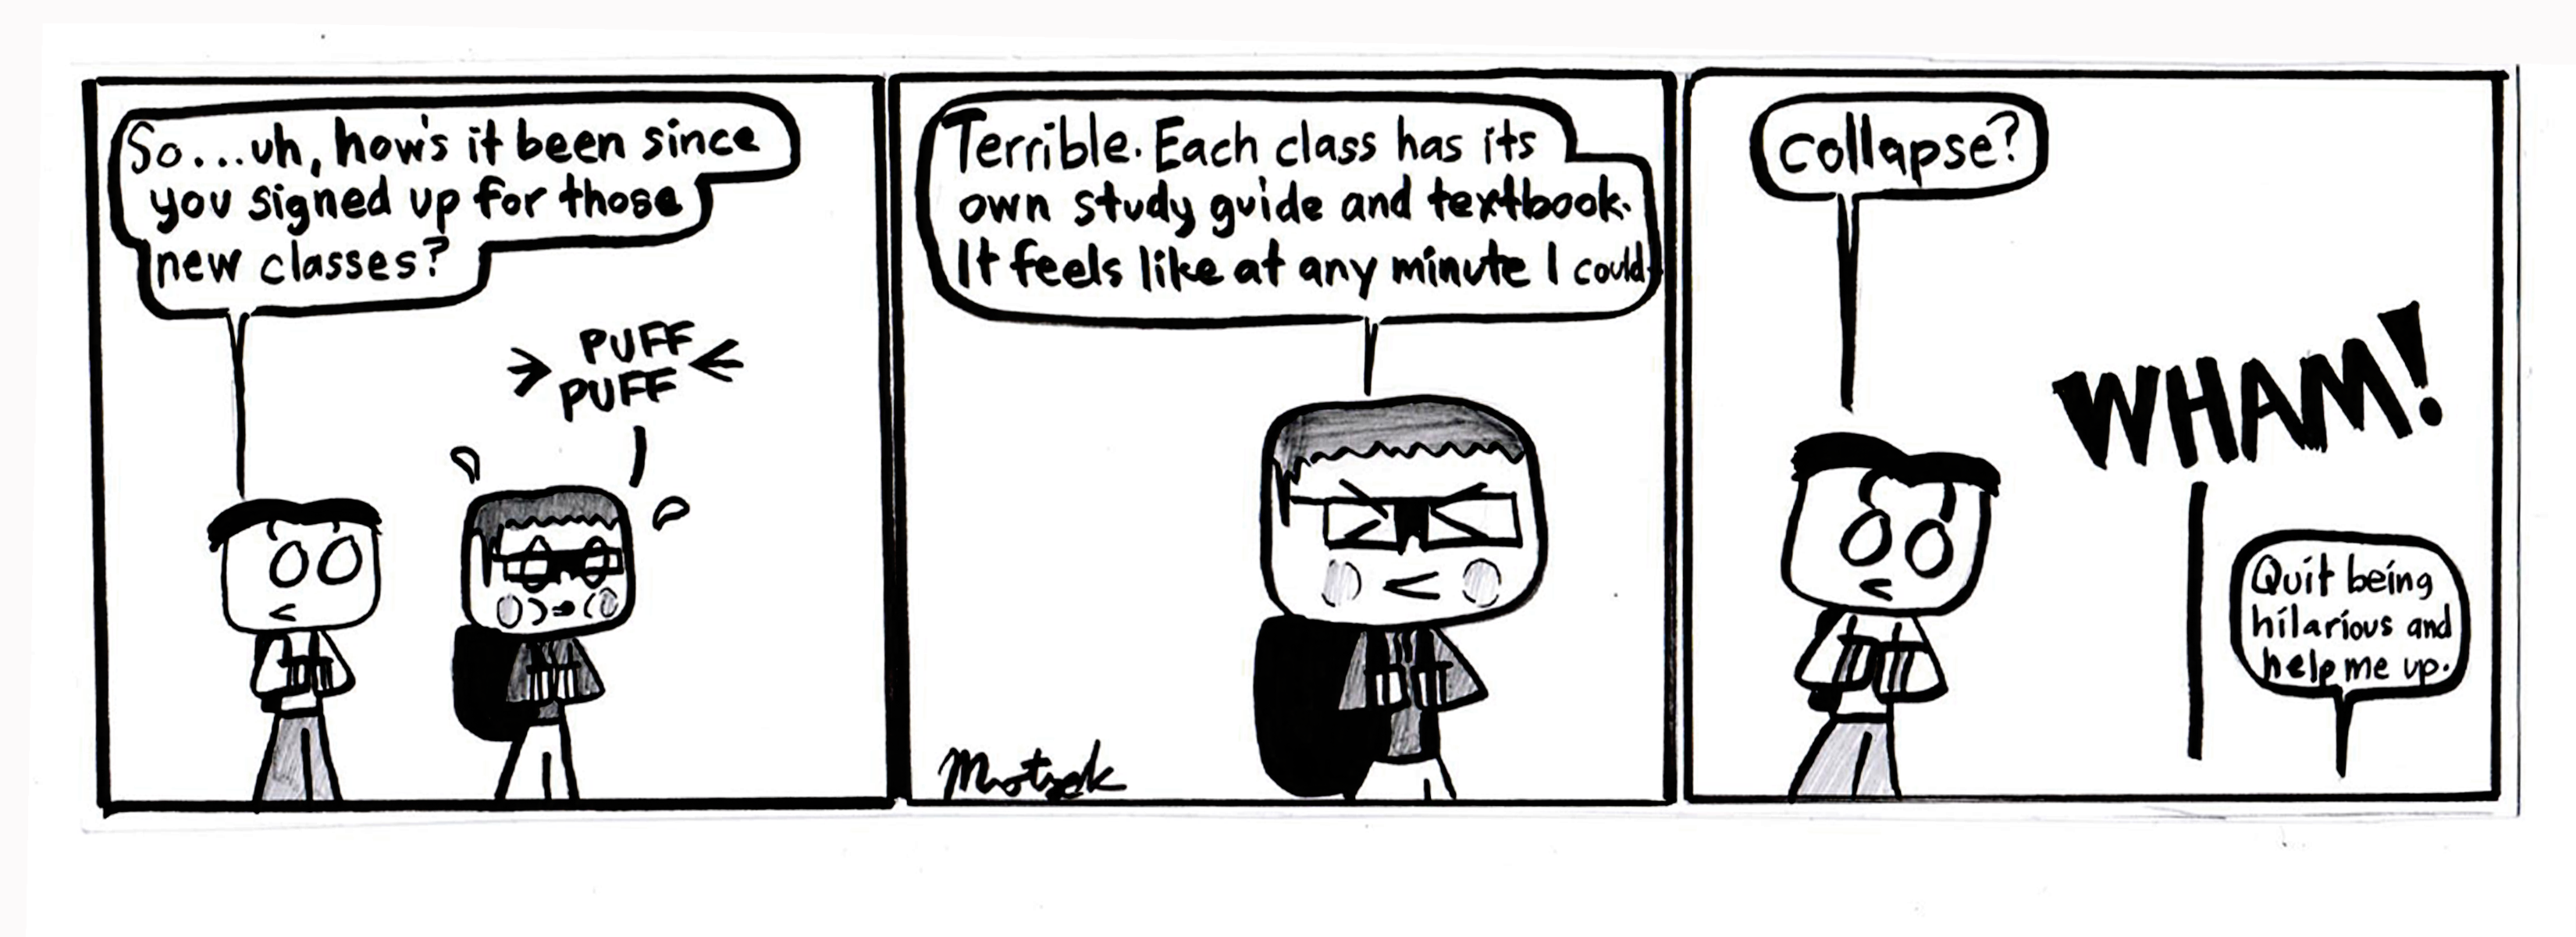 So...uh, how's it been since
you signed up for those
new classes?
PUFF
PUFF
Terrible. Each class has its
own study guide and textbook.
It feels like at any minute I could-
collapse?
WHAM!
Quit being
hilarious and
help me up.